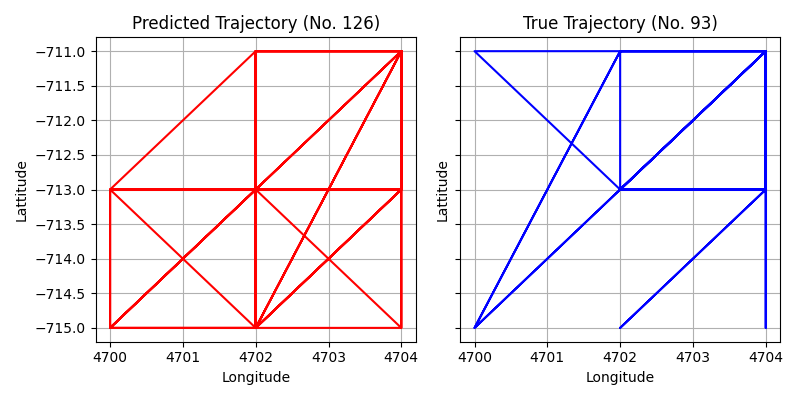 Predicted Trajectory (No. 126)
True Trajectory (No. 93)
−711.0
−711.5
−712.0
−712.5
−713.0
−713.5
−714.0
−714.5
−715.0
Lattitude
Lattitude
4700 4701 4702 4703 4704
4700 4701 4702 4703 4704
Longitude
Longitude